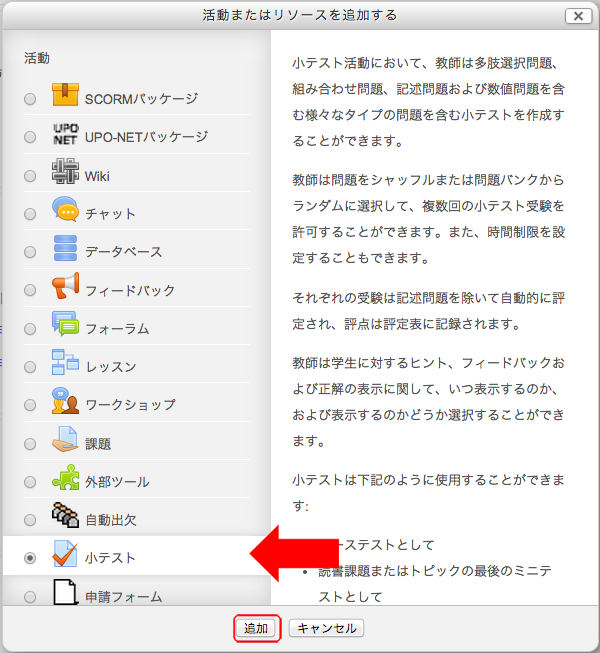 活動またはリソースを追加する
活動
SCORMパッケージ
UPO NET
UPO-NETパッケージ
Wiki
チャット
データベース
フィードバック
フォーラム
レッスン
ワークショップ
課題
外部ツール
自動出欠
小テスト
申請フォーム
小テスト活動において、教師は多肢選択問題、
組み合わせ問題、記述問題および数値問題を含
む様々なタイプの問題を含む小テストを作成す
ることができます。
教師は問題をシャッフルまたは問題バンクから
ランダムに選択して、複数回の小テスト受験を
許可することができます。また、時間制限を設
定することもできます。
それぞれの受験は記述問題を除いて自動的に評
定され、評点は評定表に記録されます。
教師は学生に対するヒント、フィードバックお
よび正解の表示に関して、いつ表示するのか、
および表示するのかどうか選択することができ
ます。
小テストは下記のように使用することができま
す:
ーステストとして
読書課題またはトピックの最後のミニテ
ストとして
追加
キャンセル